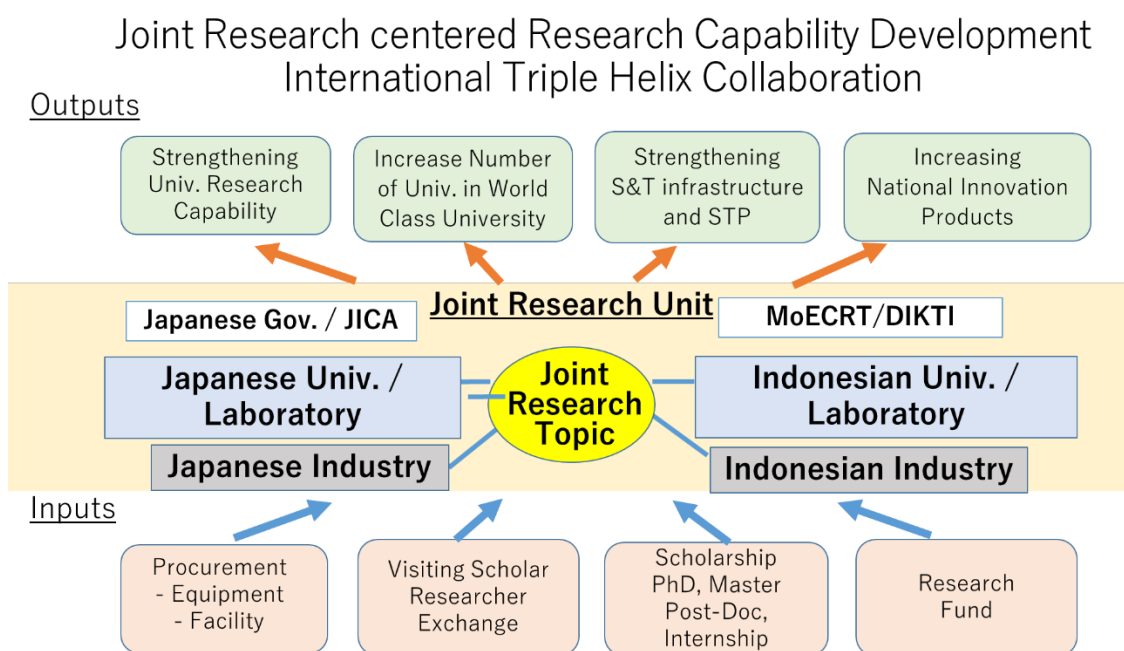 Joint Research centered Research Capability Development
International Triple Helix Collaboration
Outputs
Strengthening
Univ. Research
Capability
Increase Number
of Univ. in World
Class University
Strengthening
S&T infrastructure
and STP
Increasing
National Innovation
Products
Joint Research Unit
Japanese Gov. / JICA
MoECRT/DIKTI
Japanese Univ. /
Laboratory
Joint
Research
Topic
Indonesian Univ. /
Laboratory
Japanese Industry
Indonesian Industry
Inputs
Procurement
- Equipment
- Facility
Visiting Scholar
Researcher
Exchange
Scholarship
PhD, Master
Post-Doc,
Internship
Research
Fund